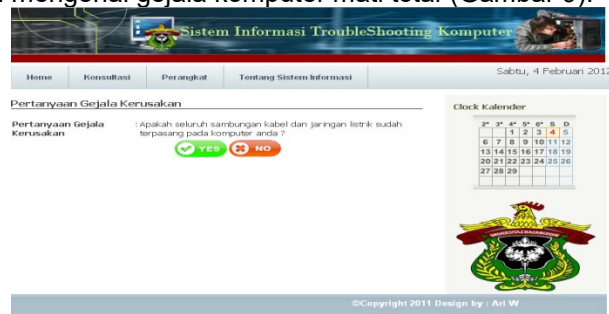 mengenai gejala komputer mati total (Gambar
Sistem Informasi TroubleShooting Komputer
Home Konsultasi Perangkat Tentang Sistem Informasi
Sabtu, 4 Februari 2012
Pertanyaan Gejala Kerusakan
Pertanyaan Gejala : Apakah seluruh sambungan kabel dan jaringan listrik sudah
Kerusakan terpasang pada komputer anda ?
YES NO
Clock Kalender
2* 3* 4* 5* 6* S D
1 2 3 4 5
6 7 8 9 10 11 12
13 14 15 16 17 18 19
20 21 22 23 24 25 26
27 28 29
UNIVERSITAS HASANUDDIN
©Copyright 2011 Design by : Ari W